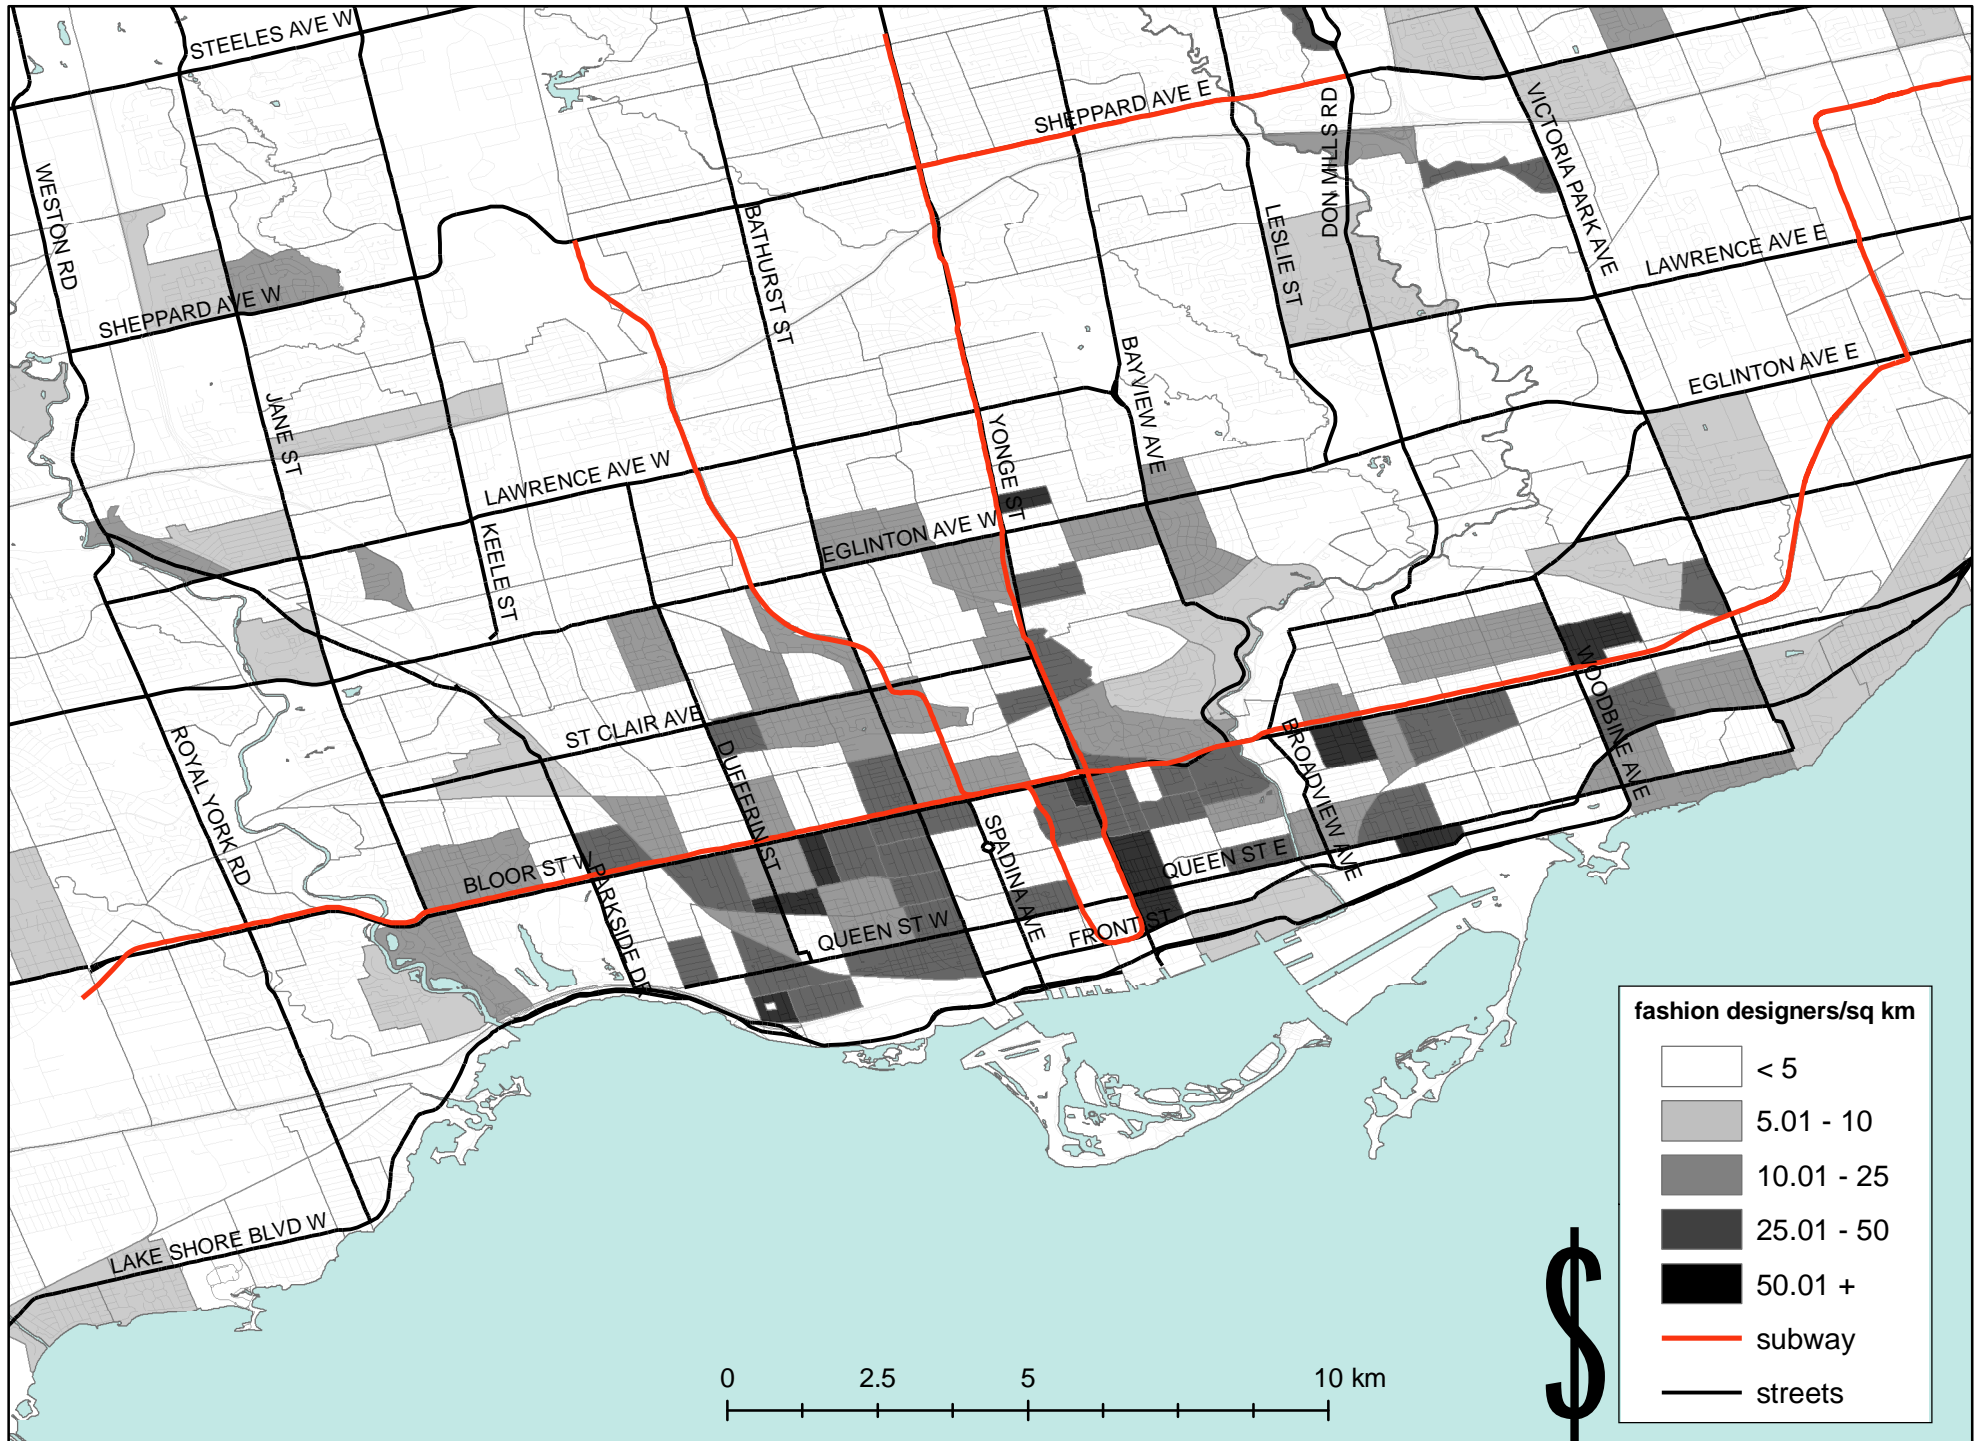 STEELES AVE W
SHEPPARD AVE E
WESTON RD
VICTORIA PARK AVE
DON MILLS RD
BATHURST ST
LESLIE ST
LAWRENCE AVE E
SHEPPARD AVE W
BAYVIEW AVE
EGLINTON AVE E
JANE ST
YONGE ST
LAWRENCE AVE W
KEELE ST
EGLINTON AVE W
WOODBINE AVE
ST CLAIR AVE
ROYAL YORK RD
DUFFERIN ST
BROADVIEW AVE
SPADINA AVE
BLOOR ST W
PARKSIDE DR
QUEEN ST E
QUEEN ST W
FRONT ST
LAKE SHORE BLVD W
fashion designers/sq km
< 5
5.01 - 10
10.01 - 25
25.01 - 50
50.01 +
subway
streets
$
0 2.5 5 10 km